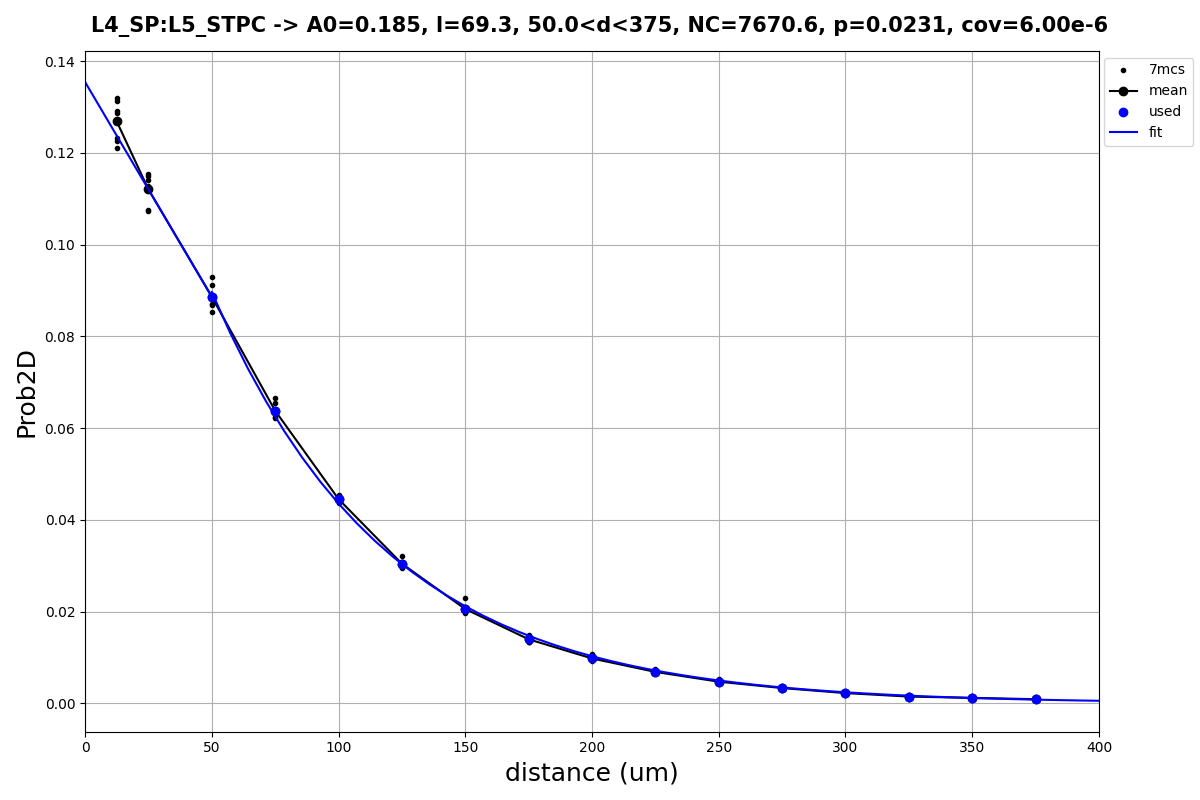 L4_SP:L5_STPC -> A0=0.185, l=69.3, 50.0<d<375, NC=7670.6, p=0.0231, cov=6.00e-6
7mcs
mean
used
fit
0.14
0.12
0.10
0.08
0.06
0.04
0.02
0.00
Prob2D
0 50 100 150 200 250 300 350 400
distance (um)